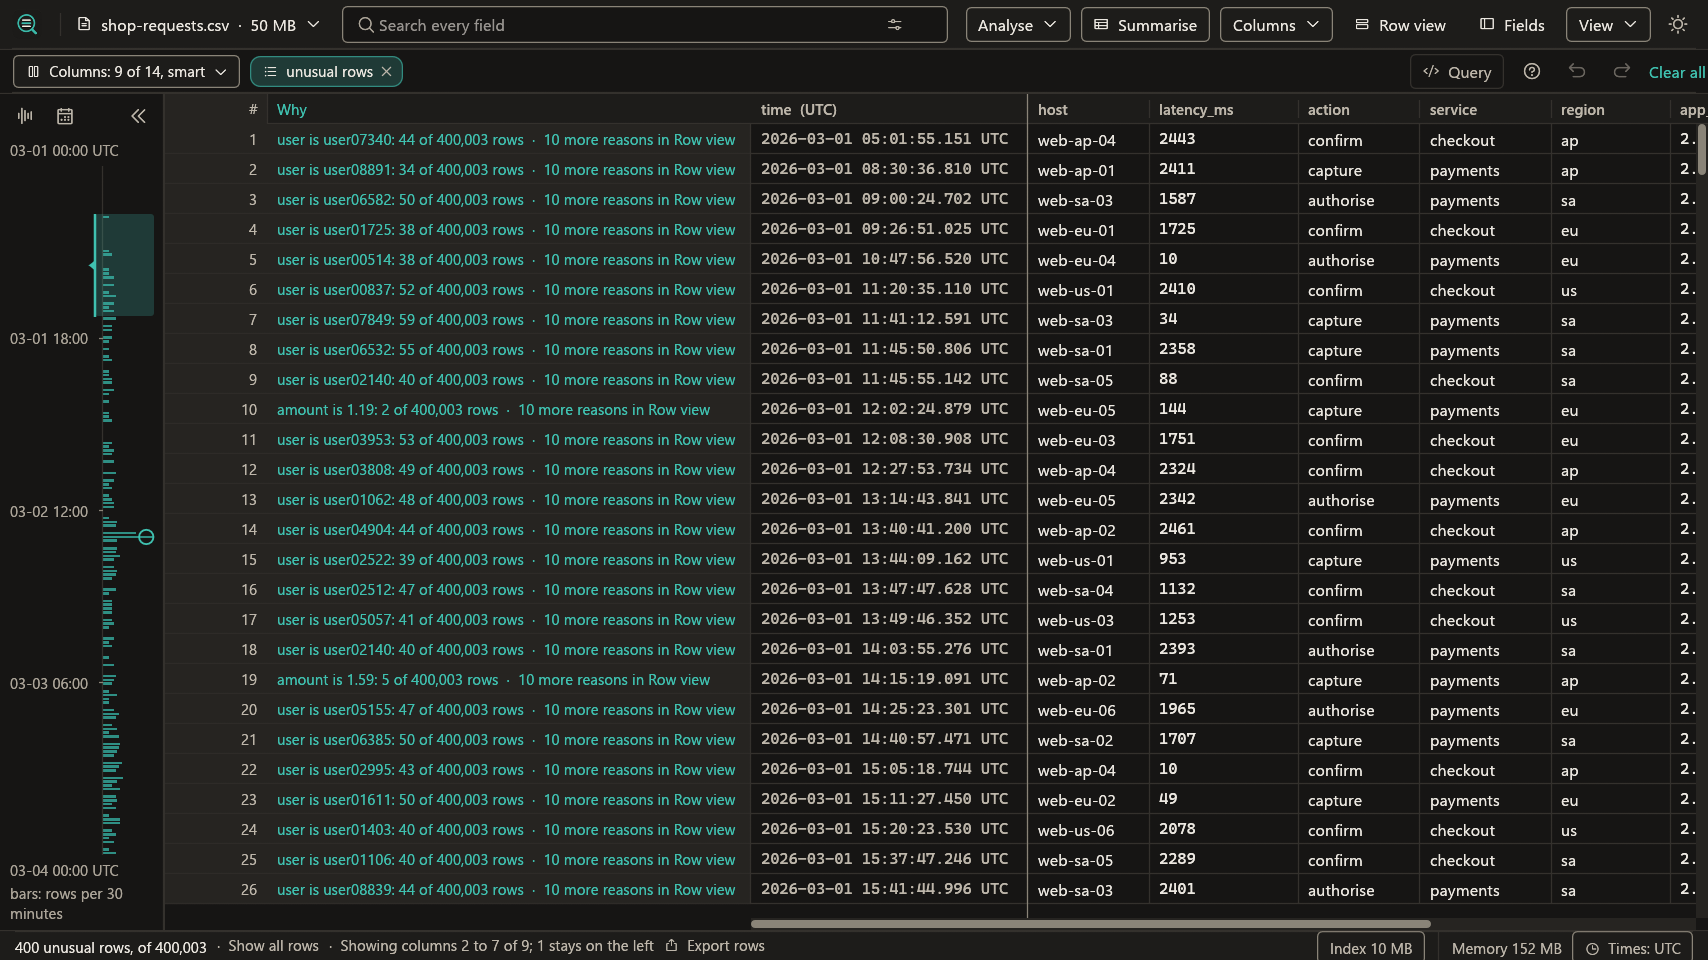 shop-requests.csv · 50 MB
Search every field
Analyse
Summarise
Columns
Row view
Fields
View
Columns: 9 of 14, smart
unusual rows
Query
Clear all
# Why time (UTC) host latency_ms action service region app_
1 user is user07340: 44 of 400,003 rows · 10 more reasons in Row view 2026-03-01 05:01:55.151 UTC web-ap-04 2443 confirm checkout ap 2.
2 user is user08891: 34 of 400,003 rows · 10 more reasons in Row view 2026-03-01 08:30:36.810 UTC web-ap-01 2411 capture payments ap 2.
3 user is user06582: 50 of 400,003 rows · 10 more reasons in Row view 2026-03-01 09:00:24.702 UTC web-sa-03 1587 authorise payments sa 2.
4 user is user01725: 38 of 400,003 rows · 10 more reasons in Row view 2026-03-01 09:26:51.025 UTC web-eu-01 1725 confirm checkout eu 2.
5 user is user00514: 38 of 400,003 rows · 10 more reasons in Row view 2026-03-01 10:47:56.520 UTC web-eu-04 10 authorise payments eu 2.
6 user is user00837: 52 of 400,003 rows · 10 more reasons in Row view 2026-03-01 11:20:35.110 UTC web-us-01 2410 confirm checkout us 2.
7 user is user07849: 59 of 400,003 rows · 10 more reasons in Row view 2026-03-01 11:41:12.591 UTC web-sa-03 34 capture payments sa 2.
8 user is user06532: 55 of 400,003 rows · 10 more reasons in Row view 2026-03-01 11:45:50.806 UTC web-sa-01 2358 capture payments sa 2.
9 user is user02140: 40 of 400,003 rows · 10 more reasons in Row view 2026-03-01 11:45:55.142 UTC web-sa-05 88 confirm checkout sa 2.
10 amount is 1.19: 2 of 400,003 rows · 10 more reasons in Row view 2026-03-01 12:02:24.879 UTC web-eu-05 144 capture payments eu 2.
11 user is user03953: 53 of 400,003 rows · 10 more reasons in Row view 2026-03-01 12:08:30.908 UTC web-eu-03 1751 confirm checkout eu 2.
12 user is user03808: 49 of 400,003 rows · 10 more reasons in Row view 2026-03-01 12:27:53.734 UTC web-ap-04 2324 confirm checkout ap 2.
13 user is user01062: 48 of 400,003 rows · 10 more reasons in Row view 2026-03-01 13:14:43.841 UTC web-eu-05 2342 authorise payments eu 2.
14 user is user04904: 44 of 400,003 rows · 10 more reasons in Row view 2026-03-01 13:40:41.200 UTC web-ap-02 2461 confirm checkout ap 2.
15 user is user02522: 39 of 400,003 rows · 10 more reasons in Row view 2026-03-01 13:44:09.162 UTC web-us-01 953 capture payments us 2.
16 user is user02512: 47 of 400,003 rows · 10 more reasons in Row view 2026-03-01 13:47:47.628 UTC web-sa-04 1132 confirm checkout sa 2.
17 user is user05057: 41 of 400,003 rows · 10 more reasons in Row view 2026-03-01 13:49:46.352 UTC web-us-03 1253 confirm checkout us 2.
18 user is user02140: 40 of 400,003 rows · 10 more reasons in Row view 2026-03-01 14:03:55.276 UTC web-sa-01 2393 authorise payments sa 2.
19 amount is 1.59: 5 of 400,003 rows · 10 more reasons in Row view 2026-03-01 14:15:19.091 UTC web-ap-02 71 capture payments ap 2.
20 user is user05155: 47 of 400,003 rows · 10 more reasons in Row view 2026-03-01 14:25:23.301 UTC web-eu-06 1965 authorise payments eu 2.
21 user is user06385: 50 of 400,003 rows · 10 more reasons in Row view 2026-03-01 14:40:57.471 UTC web-sa-02 1707 capture payments sa 2.
22 user is user02995: 43 of 400,003 rows · 10 more reasons in Row view 2026-03-01 15:05:18.744 UTC web-ap-04 10 confirm checkout ap 2.
23 user is user01611: 50 of 400,003 rows · 10 more reasons in Row view 2026-03-01 15:11:27.450 UTC web-eu-02 49 capture payments eu 2.
24 user is user01403: 40 of 400,003 rows · 10 more reasons in Row view 2026-03-01 15:20:23.530 UTC web-us-06 2078 confirm checkout us 2.
25 user is user01106: 40 of 400,003 rows · 10 more reasons in Row view 2026-03-01 15:37:47.246 UTC web-sa-05 2289 confirm checkout sa 2.
26 user is user08839: 44 of 400,003 rows · 10 more reasons in Row view 2026-03-01 15:41:44.996 UTC web-sa-03 2401 authorise payments sa 2.
03-01 00:00 UTC
03-01 18:00
03-02 12:00
03-03 06:00
03-04 00:00 UTC
bars: rows per 30
minutes
400 unusual rows, of 400,003 · Show all rows · Showing columns 2 to 7 of 9; 1 stays on the left Export rows
Index 10 MB
Memory 152 MB
Times: UTC